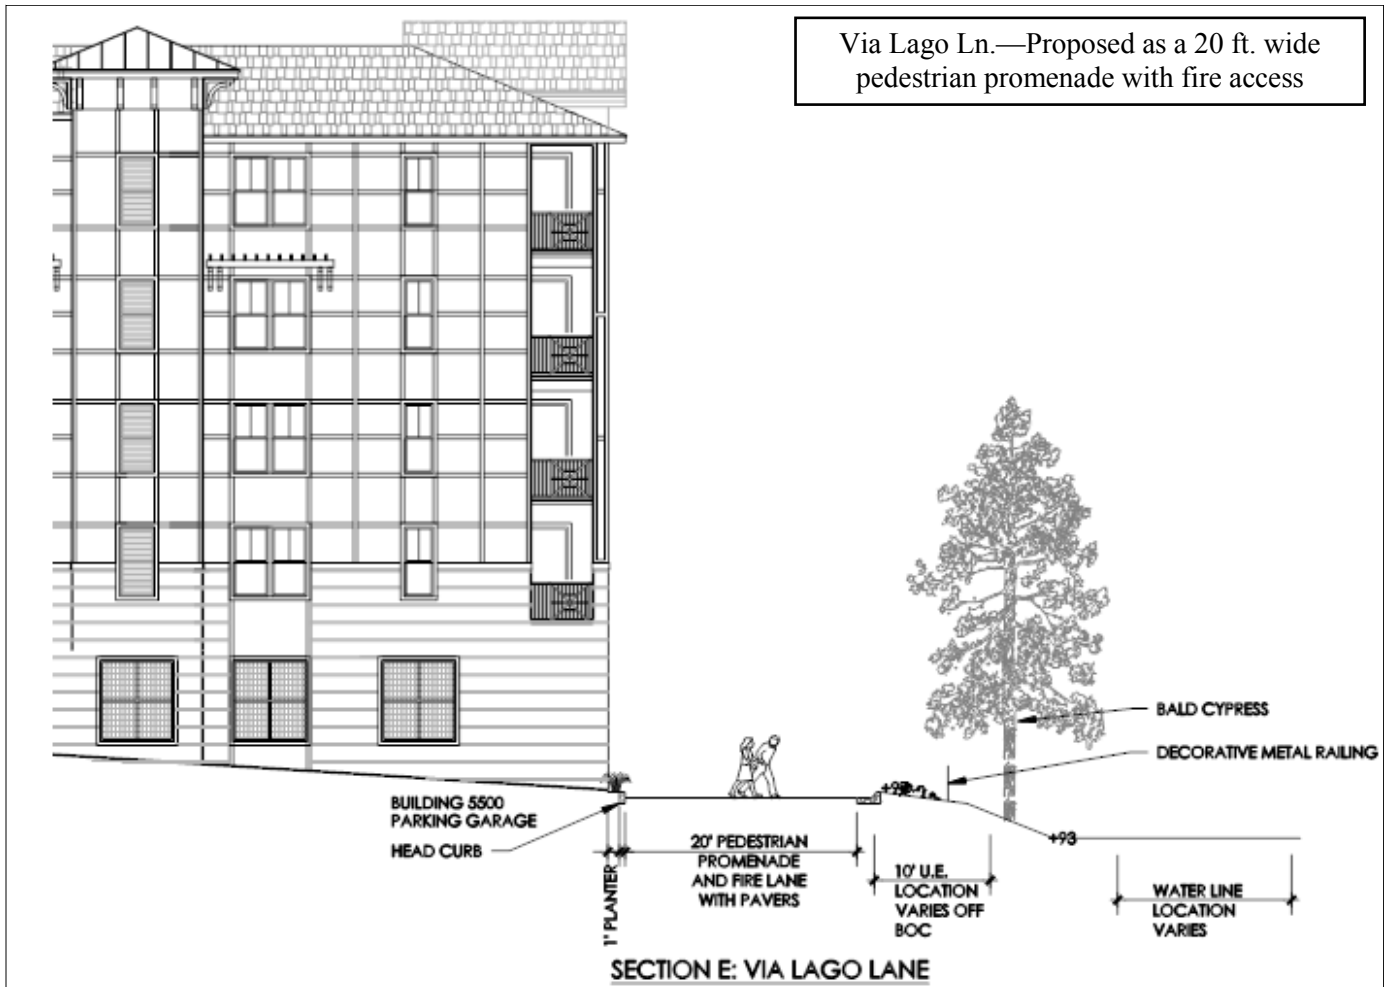 Via Lago Ln.—Proposed as a 20 ft. wide
pedestrian promenade with fire access
BALD CYPRESS
DECORATIVE METAL RAILING
BUILDING 5500
PARKING GARAGE
HEAD CURB
1' PLANTER
20' PEDESTRIAN
PROMENADE
AND FIRE LANE
WITH PAVERS
10' U.E.
LOCATION
VARIES OFF
BOC
+93
WATER LINE
LOCATION
VARIES
SECTION E: VIA LAGO LANE